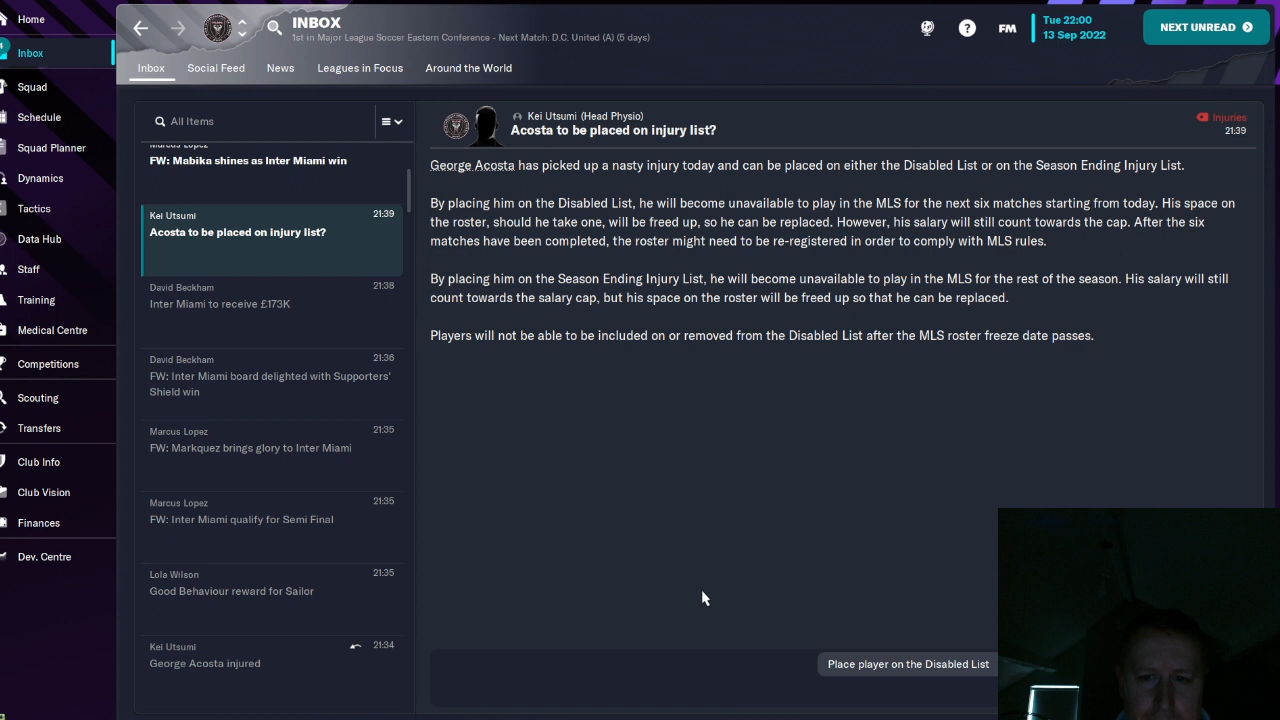 Home
INBOX
1st in Major League Soccer Eastern Conference - Next Match: D.C. United (A) (5 days)
FM
Tue 22:00
13 Sep 2022
NEXT UNREAD
4
Inbox
Inbox
Social Feed
News
Leagues in Focus
Around the World
Squad
Schedule
Squad Planner
Dynamics
Tactics
Data Hub
Staff
Training
Medical Centre
Competitions
Scouting
Transfers
Club Info
Club Vision
Finances
Dev. Centre
All Items
Marcus Lopez
FW: Mabika shines as Inter Miami win
Kei Utsumi
21:39
Acosta to be placed on injury list?
David Beckham
21:38
Inter Miami to receive £173K
David Beckham
21:36
FW: Inter Miami board delighted with Supporters'
Shield win
Marcus Lopez
21:35
FW: Markquez brings glory to Inter Miami
Marcus Lopez
21:35
FW: Inter Miami qualify for Semi Final
Lola Wilson
21:35
Good Behaviour reward for Sailor
Kei Utsumi
21:34
George Acosta injured
Kei Utsumi (Head Physio)
Acosta to be placed on injury list?
Injuries
21:39
George Acosta has picked up a nasty injury today and can be placed on either the Disabled List or on the Season Ending Injury List.
By placing him on the Disabled List, he will become unavailable to play in the MLS for the next six matches starting from today. His space on
the roster, should he take one, will be freed up, so he can be replaced. However, his salary will still count towards the cap. After the six
matches have been completed, the roster might need to be re-registered in order to comply with MLS rules.
By placing him on the Season Ending Injury List, he will become unavailable to play in the MLS for the rest of the season. His salary will still
count towards the salary cap, but his space on the roster will be freed up so that he can be replaced.
Players will not be able to be included on or removed from the Disabled List after the MLS roster freeze date passes.
Place player on the Disabled List